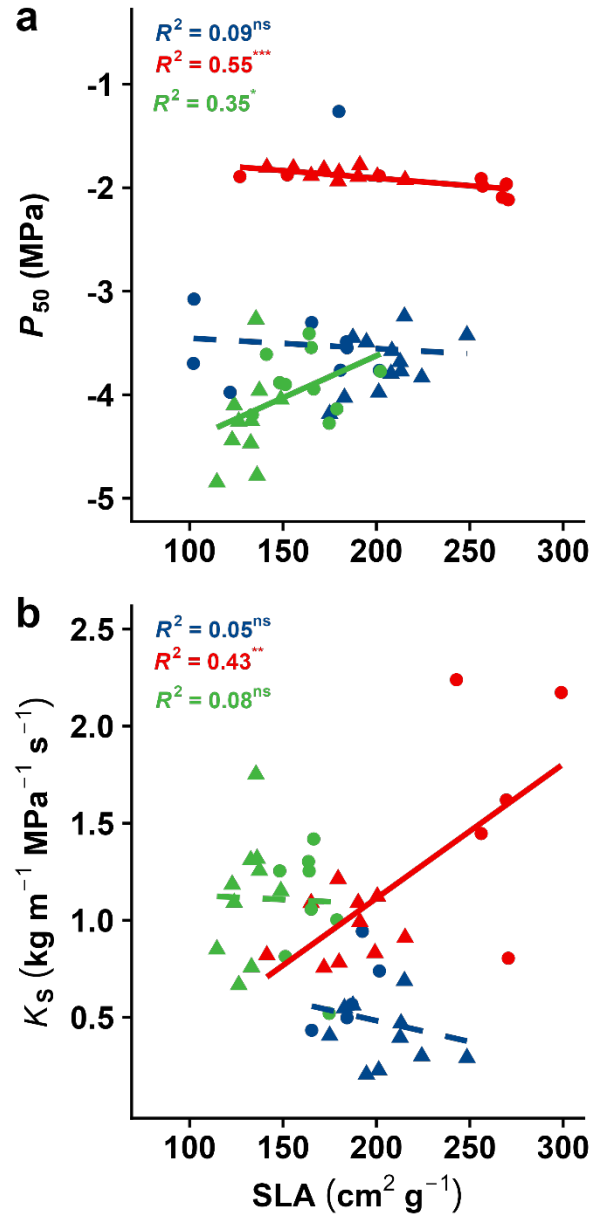 a
R² = 0.09ns
R² = 0.55***
R² = 0.35*
-1
-2
-3
-4
-5
P50 (MPa)
100 150 200 250 300
b
R² = 0.05ns
R² = 0.43**
R² = 0.08ns
2.5
2.0
1.5
1.0
0.5
KS (kg m⁻¹ MPa⁻¹ s⁻¹)
100 150 200 250 300
SLA (cm² g⁻¹)